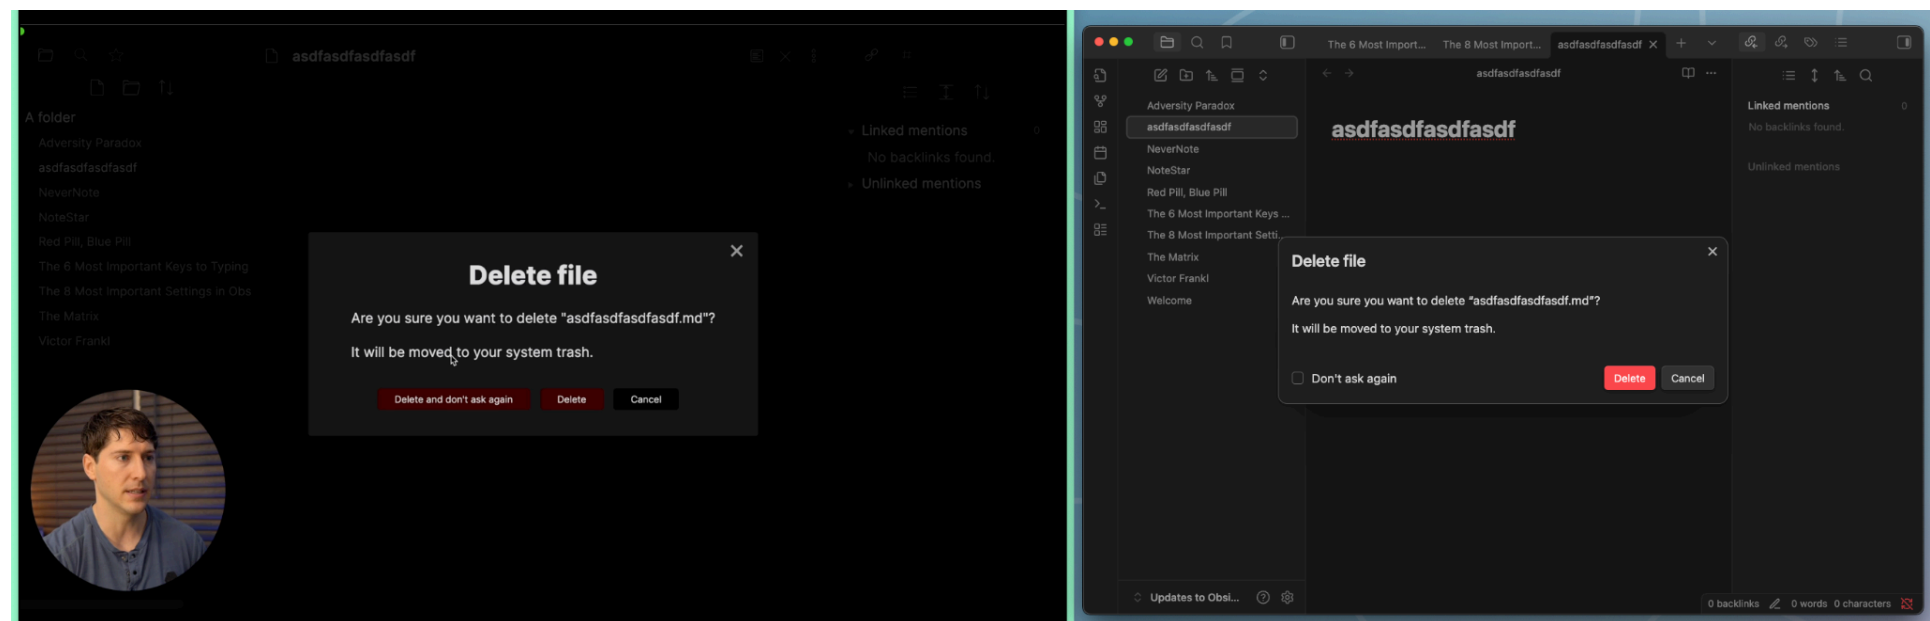 asdfasdfasdfasdf
A folder
Adversity Paradox
asdfasdfasdfasdf
NeverNote
NoteStar
Red Pill, Blue Pill
The 6 Most Important Keys to Typing
The 8 Most Important Settings in Obs
The Matrix
Victor Frankl
Linked mentions 0
No backlinks found.
Unlinked mentions
Delete file
Are you sure you want to delete "asdfasdfasdfasdf.md"?
It will be moved to your system trash.
Delete and don't ask again Delete Cancel
The 6 Most Import... The 8 Most Import... asdfasdfasdfasdf
asdfasdfasdfasdf
Adversity Paradox
asdfasdfasdfasdf
NeverNote
NoteStar
Red Pill, Blue Pill
The 6 Most Important Keys ...
The 8 Most Important Setti...
The Matrix
Victor Frankl
Welcome
Updates to Obsi...
asdfasdfasdfasdf
Linked mentions 0
No backlinks found.
Unlinked mentions
Delete file
Are you sure you want to delete “asdfasdfasdfasdf.md”?
It will be moved to your system trash.
Don't ask again Delete Cancel
0 backlinks 0 words 0 characters